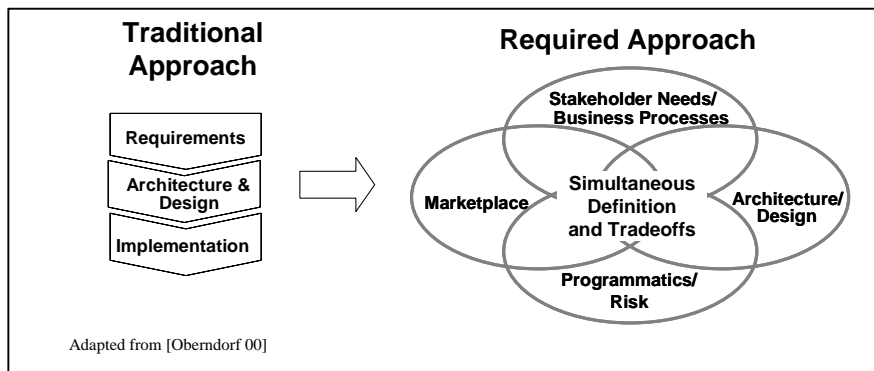 Traditional
Approach
Requirements
Architecture &
Design
Implementation
Adapted from [Oberndorf 00]
Required Approach
Stakeholder Needs/
Business Processes
Marketplace
Simultaneous
Definition
and Tradeoffs
Architecture/
Design
Programmatics/
Risk